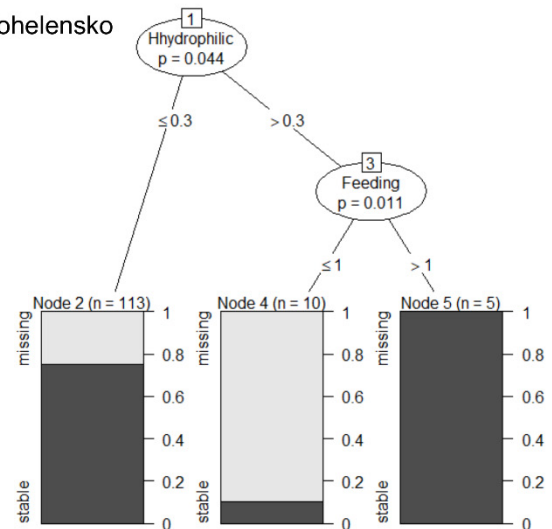 ohelensko
1
Hhydrophilic
p = 0.044
≤ 0.3
> 0.3
3
Feeding
p = 0.011
≤ 1
> 1
Node 2 (n = 113)
Node 4 (n = 10)
Node 5 (n = 5)
missing
stable
1
0.8
0.6
0.4
0.2
0
missing
stable
1
0.8
0.6
0.4
0.2
0
missing
stable
1
0.8
0.6
0.4
0.2
0